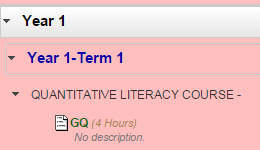 Year 1
Year 1-Term 1
QUANTITATIVE LITERACY COURSE -
GQ (4 Hours)
No description.